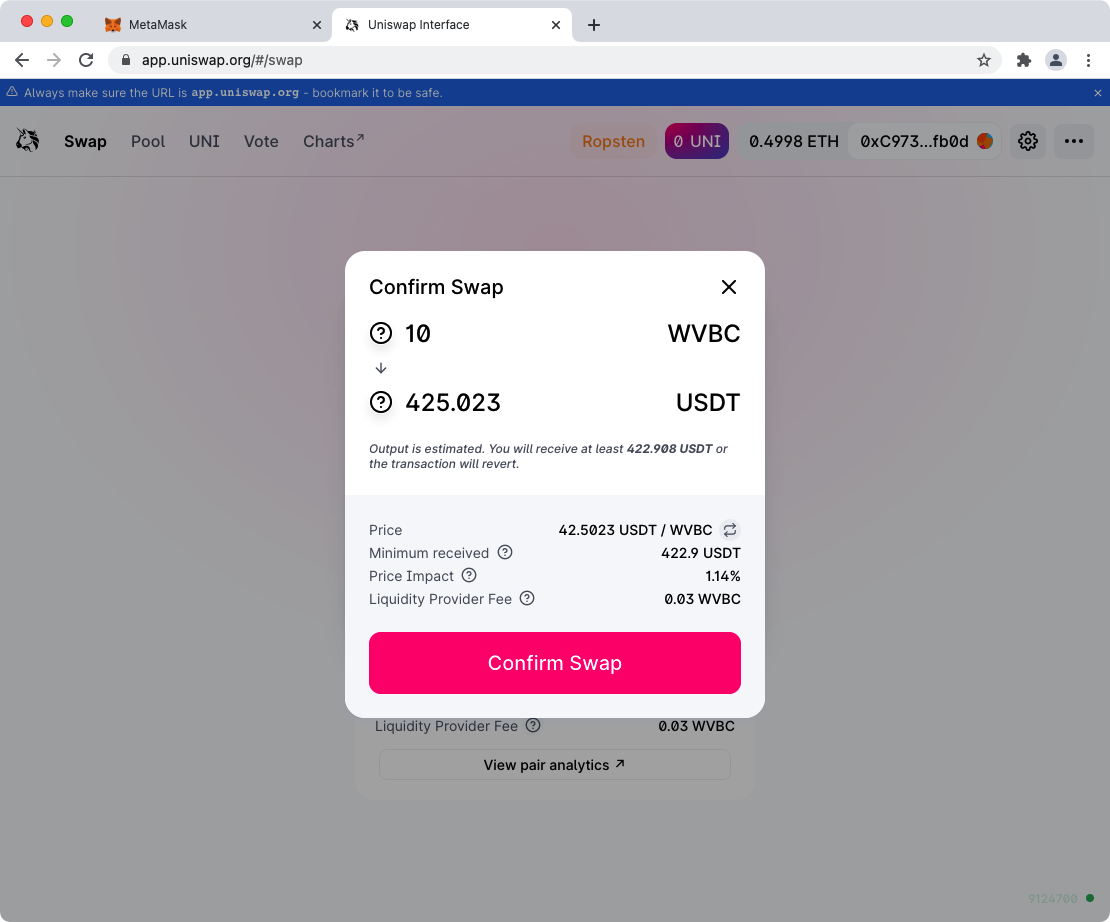 MetaMask
Uniswap Interface
app.uniswap.org/#/swap
Always make sure the URL is app.uniswap.org - bookmark it to be safe.
Swap Pool UNI Vote Charts↗ Ropsten 0 UNI 0.4998 ETH 0xC973...fb0d
Confirm Swap
10 WVBC
425.023 USDT
Output is estimated. You will receive at least 422.908 USDT or
the transaction will revert.
Price 42.5023 USDT / WVBC
Minimum received 422.9 USDT
Price Impact 1.14%
Liquidity Provider Fee 0.03 WVBC
Confirm Swap
Liquidity Provider Fee 0.03 WVBC
View pair analytics ↗
9124700